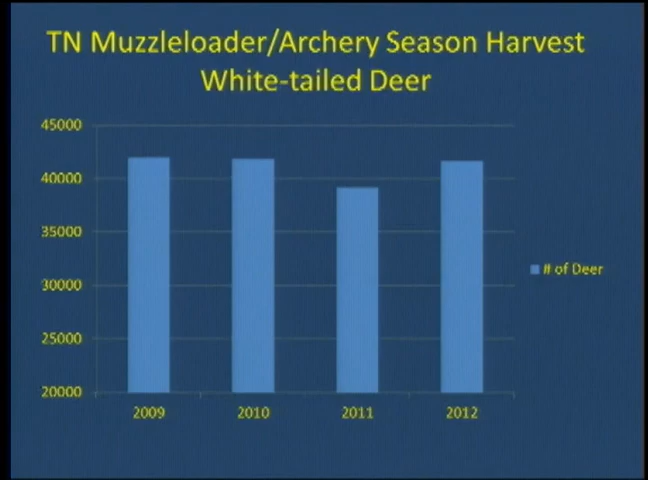 TN Muzzleloader/Archery Season Harvest
White-tailed Deer
45000
40000
35000
30000
25000
20000
2009 2010 2011 2012
# of Deer